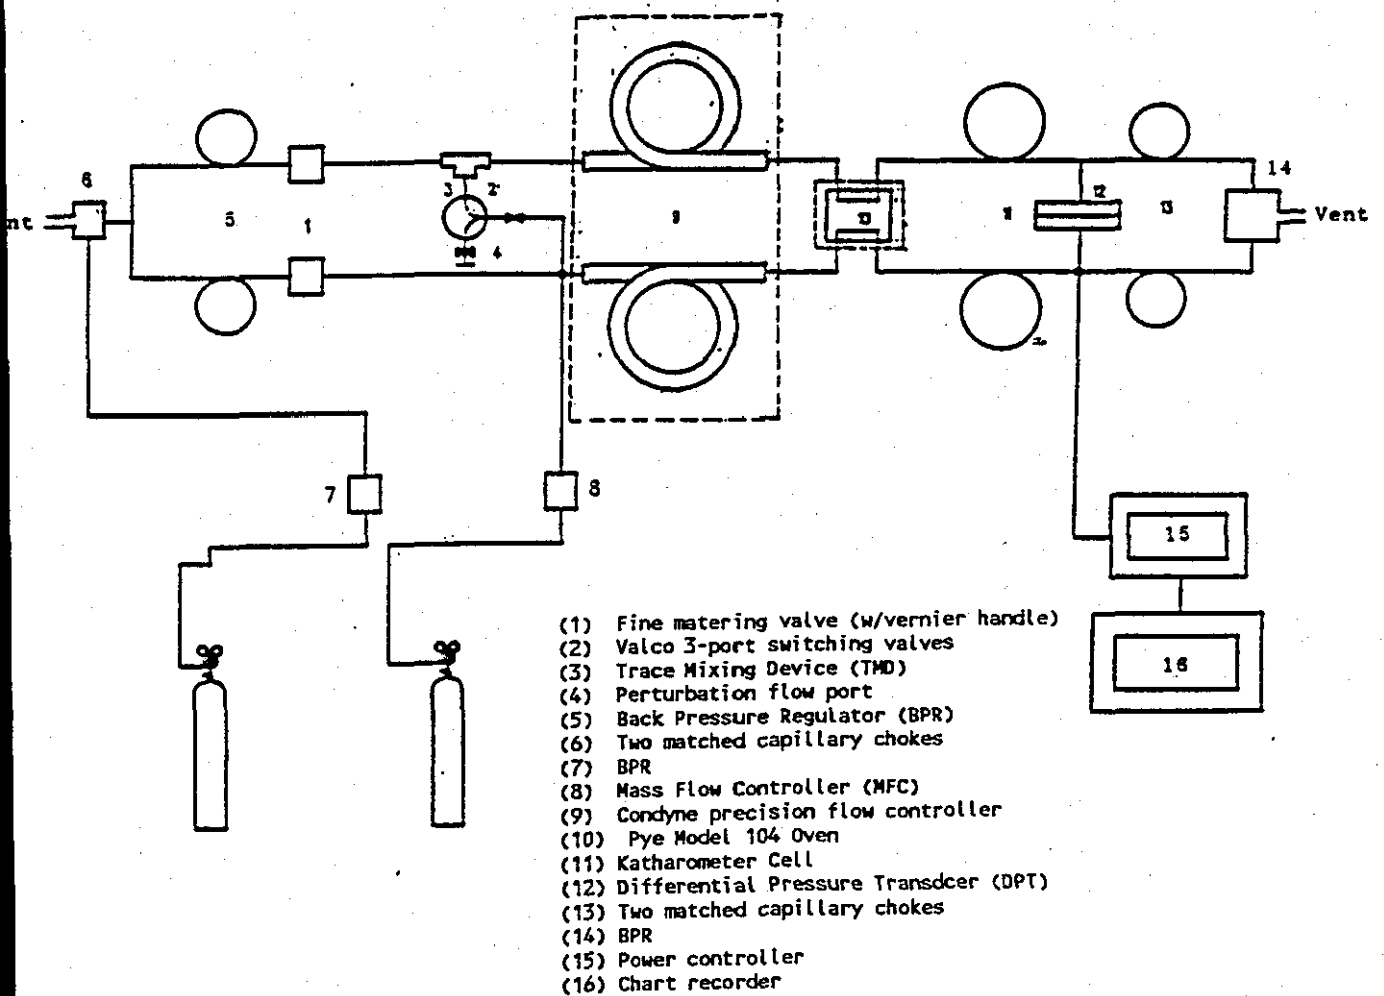 14
6
3
2
12
nt
5
1
9
13
Vent
4
7
8
15
16
(1) Fine matering valve (w/vernier handle)
(2) Valco 3-port switching valves
(3) Trace Mixing Device (TMD)
(4) Perturbation flow port
(5) Back Pressure Regulator (BPR)
(6) Two matched capillary chokes
(7) BPR
(8) Mass Flow Controller (MFC)
(9) Condyne precision flow controller
(10) Pye Model 104 Oven
(11) Katharometer Cell
(12) Differential Pressure Transdcer (DPT)
(13) Two matched capillary chokes
(14) BPR
(15) Power controller
(16) Chart recorder